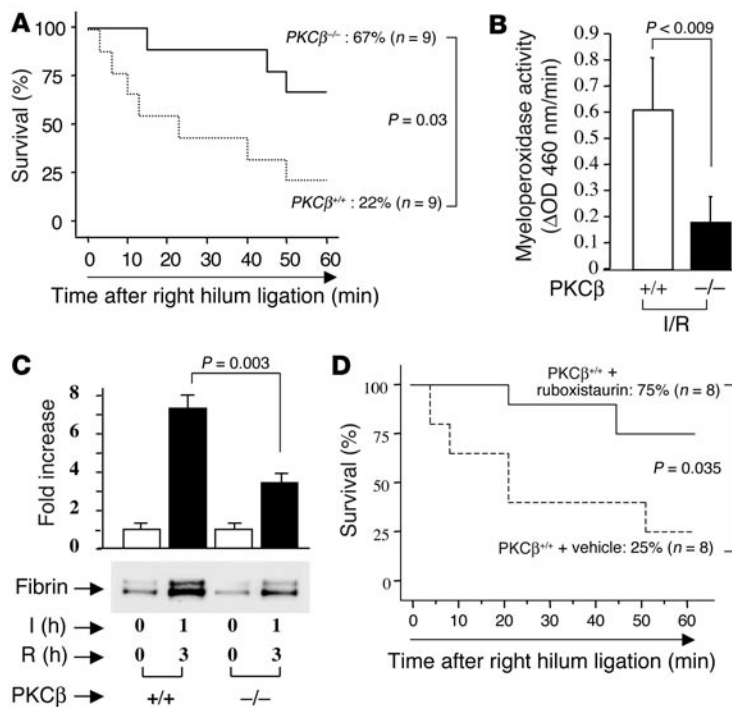 A
100
75
50
25
0
Survival (%)
PKCβ–/– : 67% (n = 9)
P = 0.03
PKCβ+/+ : 22% (n = 9)
0 10 20 30 40 50 60
Time after right hilum ligation (min)
B
P < 0.009
0.9
0.8
0.7
0.6
0.5
0.4
0.3
0.2
0.1
0
Myeloperoxidase activity
(ΔOD 460 nm/min)
PKCβ +/+ –/–
I/R
C
P = 0.003
8
6
4
2
0
Fold increase
Fibrin
I (h) 0 1 0 1
R (h) 0 3 0 3
PKCβ +/+ –/–
D
100
75
50
25
0
Survival (%)
PKCβ+/+ +
ruboxistaurin: 75% (n = 8)
P = 0.035
PKCβ+/+ + vehicle: 25% (n = 8)
0 10 20 30 40 50 60
Time after right hilum ligation (min)